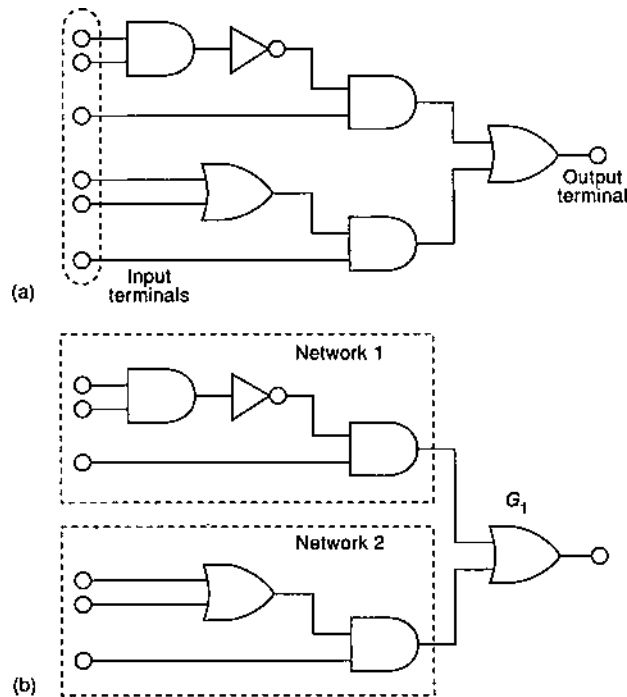 Output
terminal
Input
terminals
(a)
Network 1
G1
Network 2
(b)